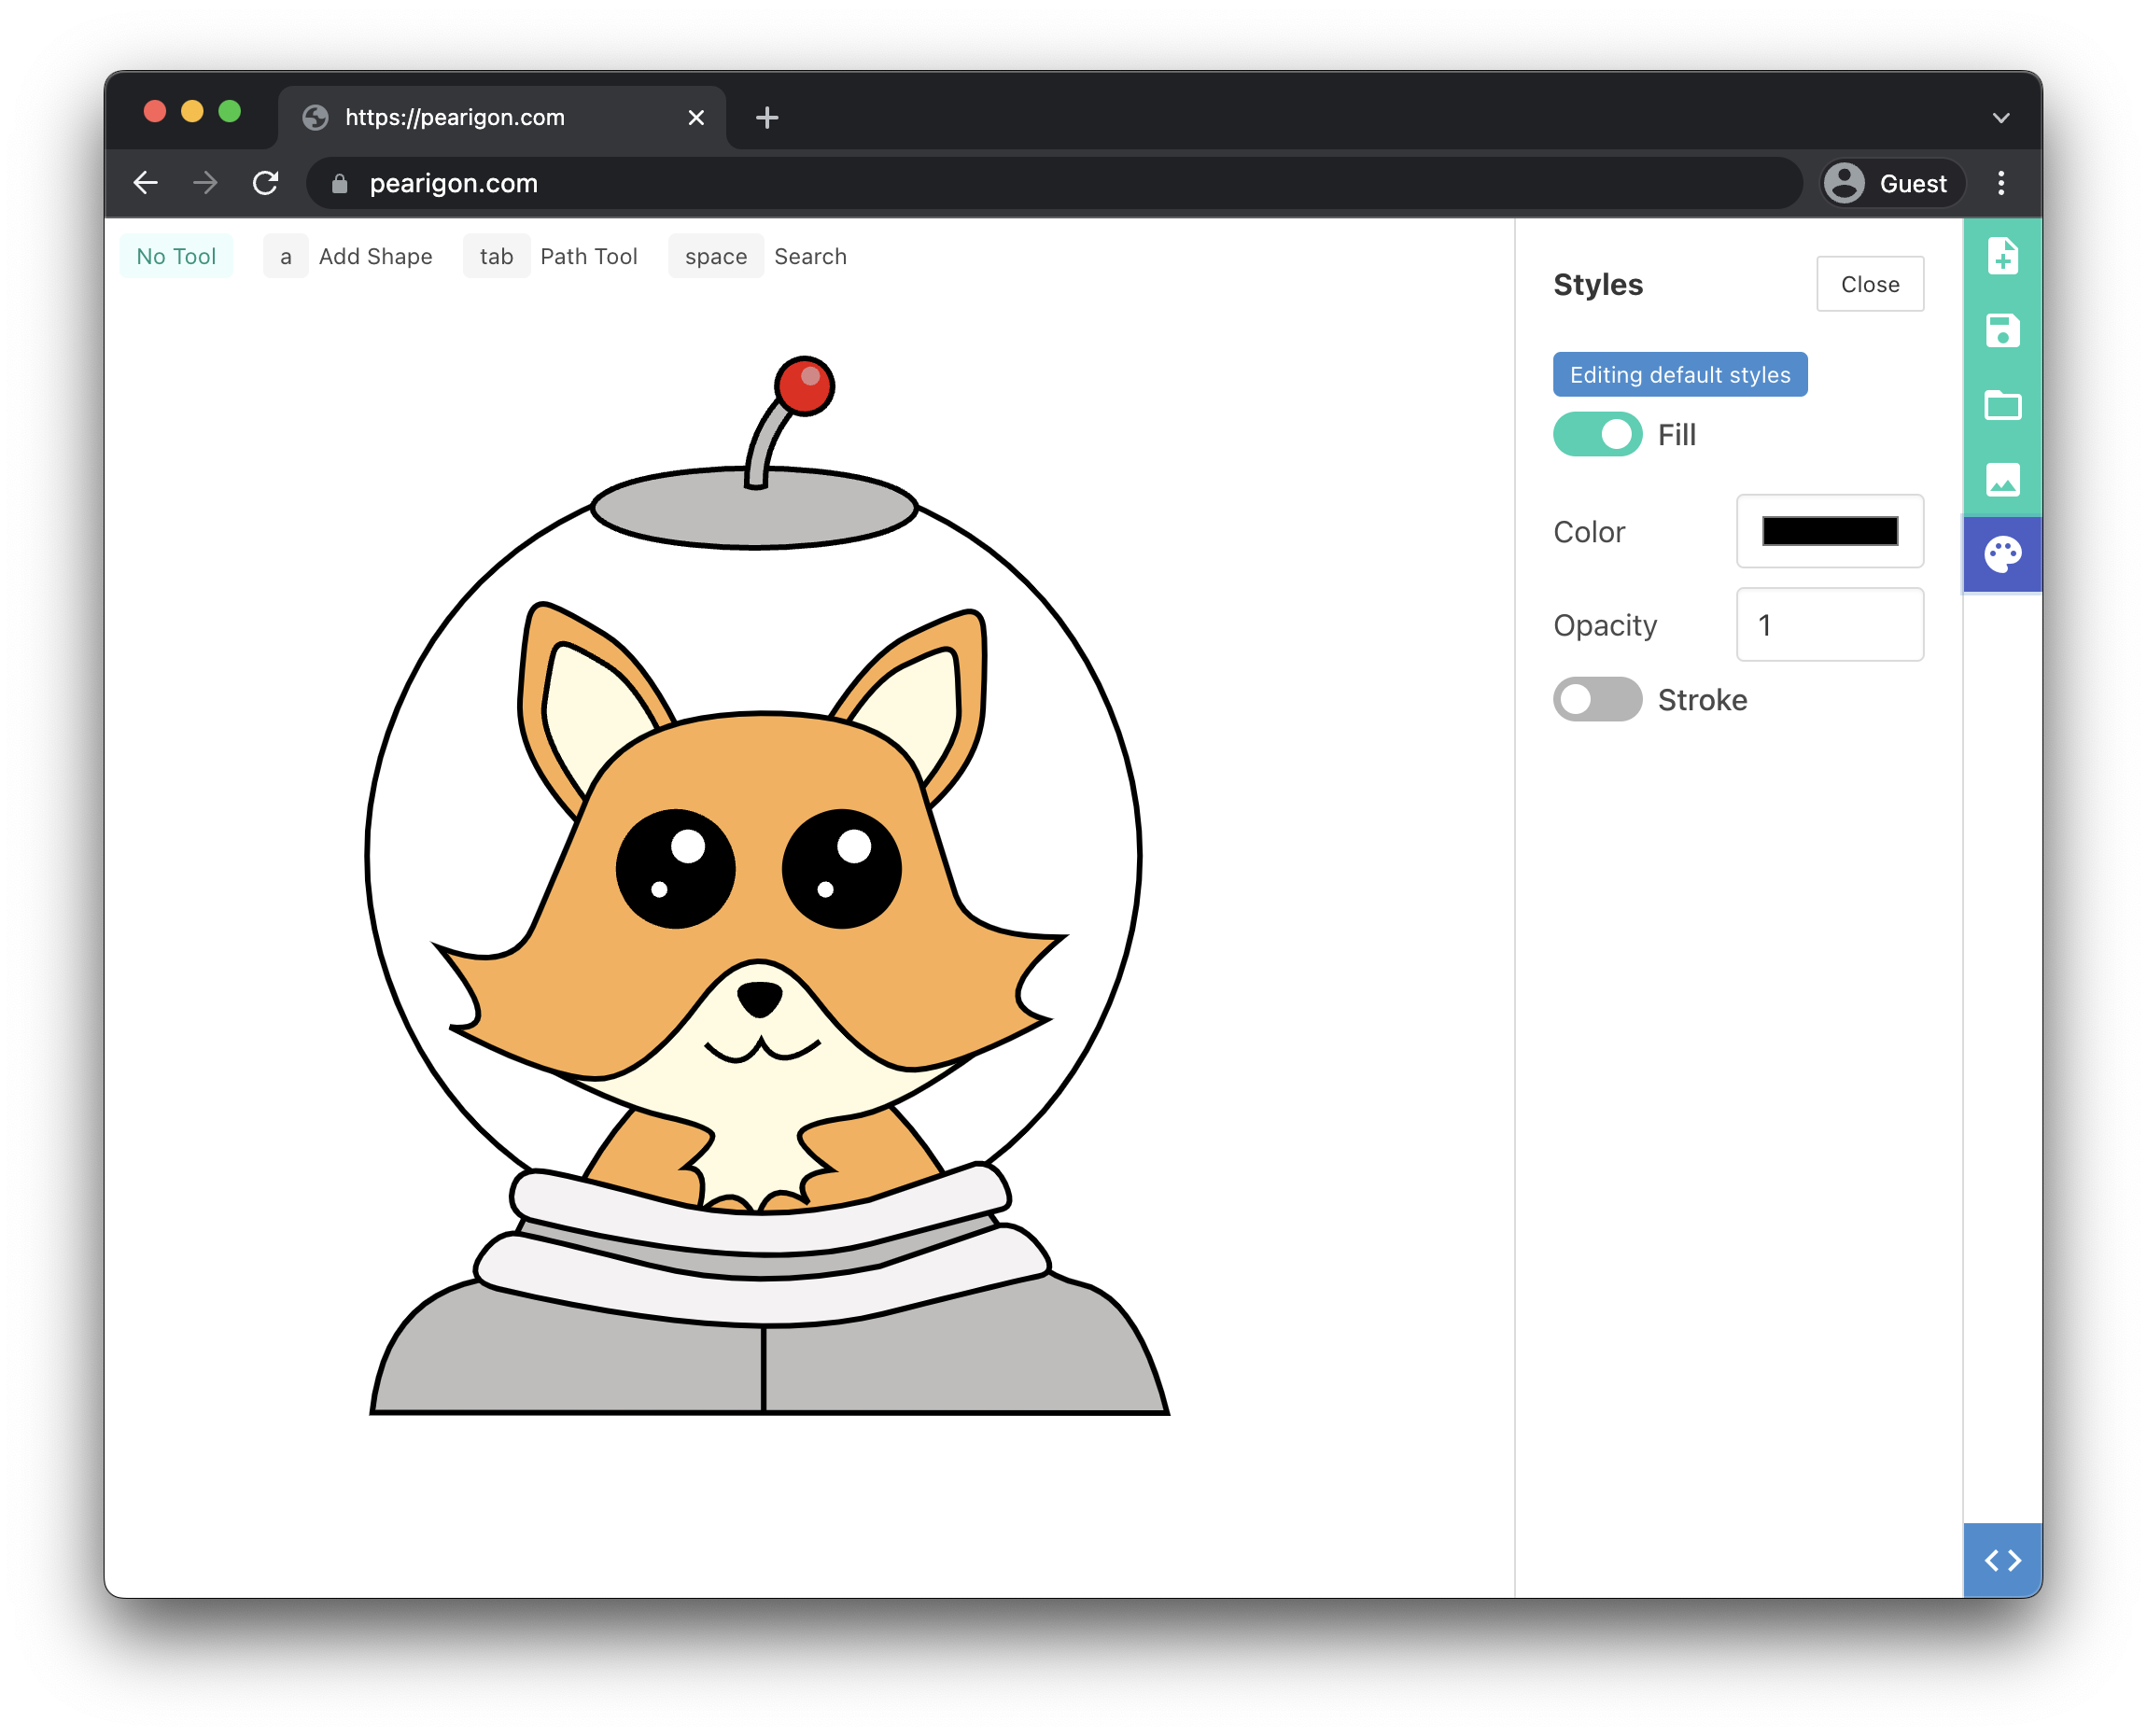 https://pearigon.com
pearigon.com
Guest
No Tool a Add Shape tab Path Tool space Search
Styles
Close
Editing default styles
Fill
Color
Opacity 1
Stroke